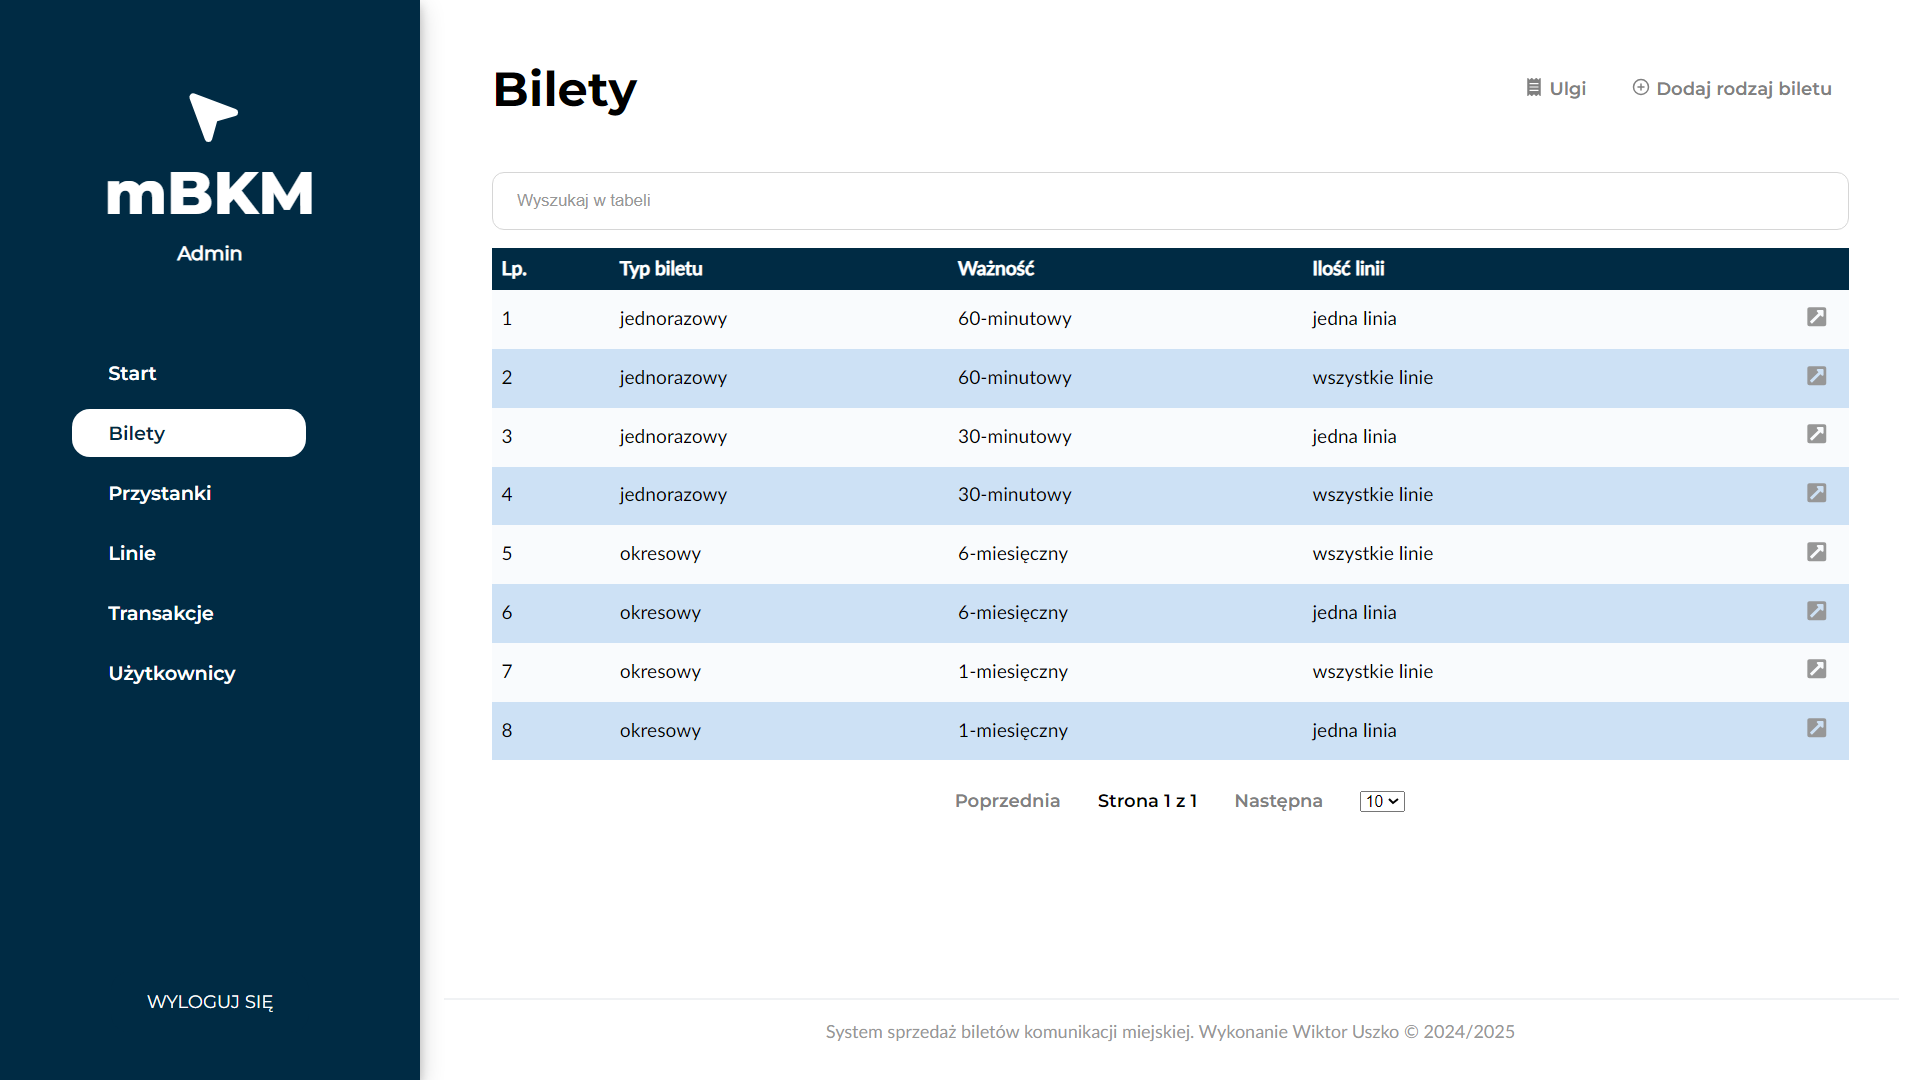 mBKM
Admin
Start
Bilety
Przystanki
Linie
Transakcje
Użytkownicy
WYLOGUJ SIĘ
Bilety
Ulgi
Dodaj rodzaj biletu
Wyszukaj w tabeli
Lp. Typ biletu Ważność Ilość linii
1 jednorazowy 60-minutowy jedna linia
2 jednorazowy 60-minutowy wszystkie linie
3 jednorazowy 30-minutowy jedna linia
4 jednorazowy 30-minutowy wszystkie linie
5 okresowy 6-miesięczny wszystkie linie
6 okresowy 6-miesięczny jedna linia
7 okresowy 1-miesięczny wszystkie linie
8 okresowy 1-miesięczny jedna linia
Poprzednia Strona 1 z 1 Następna 10
System sprzedaż biletów komunikacji miejskiej. Wykonanie Wiktor Uszko © 2024/2025